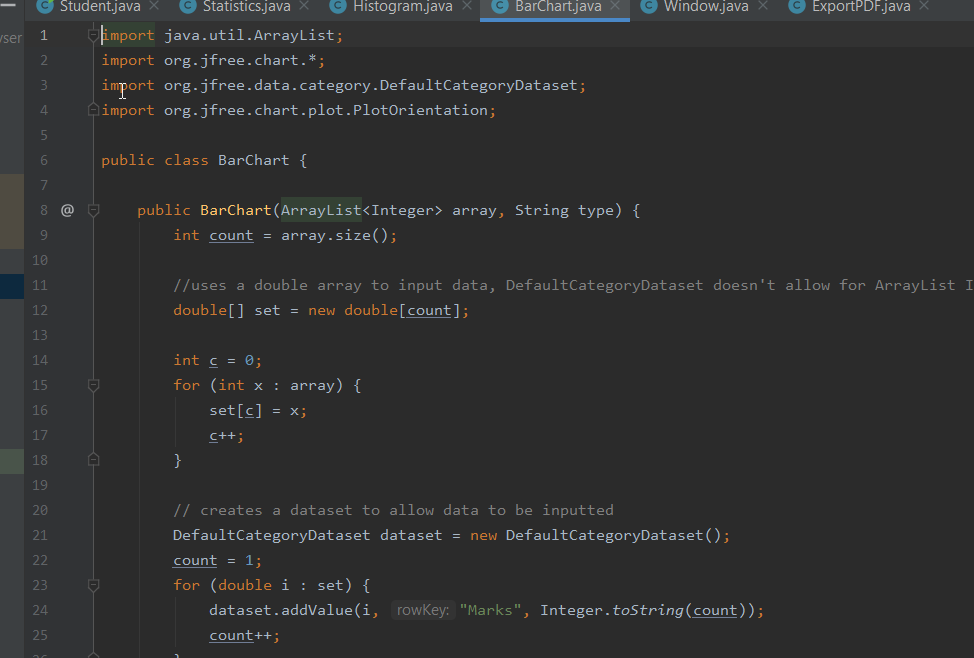 Student.java Statistics.java Histogram.java BarChart.java Window.java ExportPDF.java
1 import java.util.ArrayList;
2 import org.jfree.chart.*;
3 import org.jfree.data.category.DefaultCategoryDataset;
4 import org.jfree.chart.plot.PlotOrientation;
5
6 public class BarChart {
7
8 @ public BarChart(ArrayList<Integer> array, String type) {
9 int count = array.size();
10
11 //uses a double array to input data, DefaultCategoryDataset doesn't allow for ArrayList I
12 double[] set = new double[count];
13
14 int c = 0;
15 for (int x : array) {
16 set[c] = x;
17 c++;
18 }
19
20 // creates a dataset to allow data to be inputted
21 DefaultCategoryDataset dataset = new DefaultCategoryDataset();
22 count = 1;
23 for (double i : set) {
24 dataset.addValue(i, rowKey: "Marks", Integer.toString(count));
25 count++;